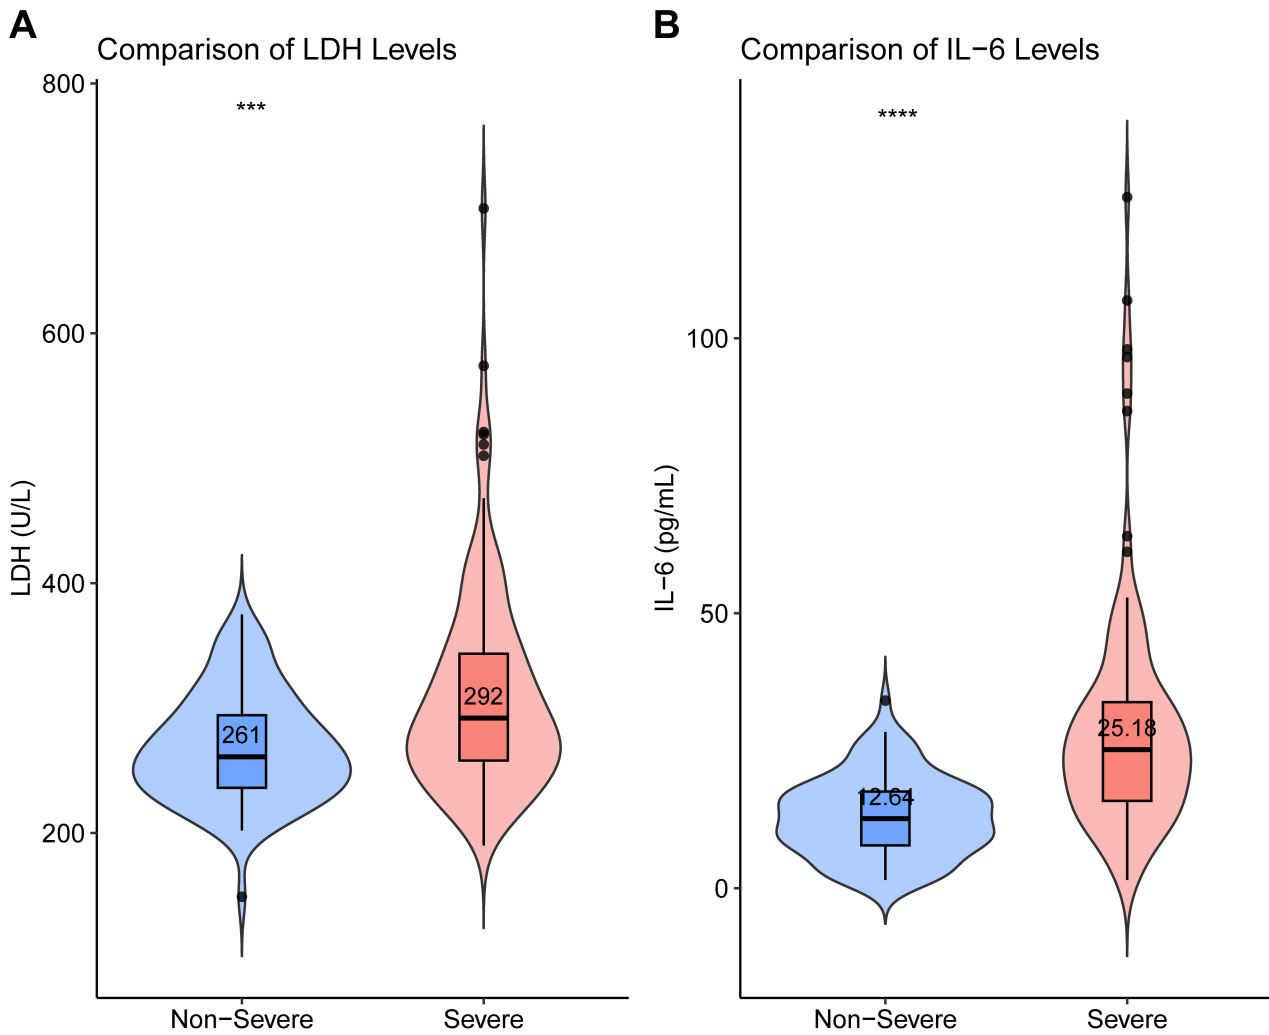 A
Comparison of LDH Levels
LDH (U/L)
800
600
400
200
***
261
292
Non−Severe
Severe
B
Comparison of IL−6 Levels
IL−6 (pg/mL)
100
50
0
****
12.64
25.18
Non−Severe
Severe